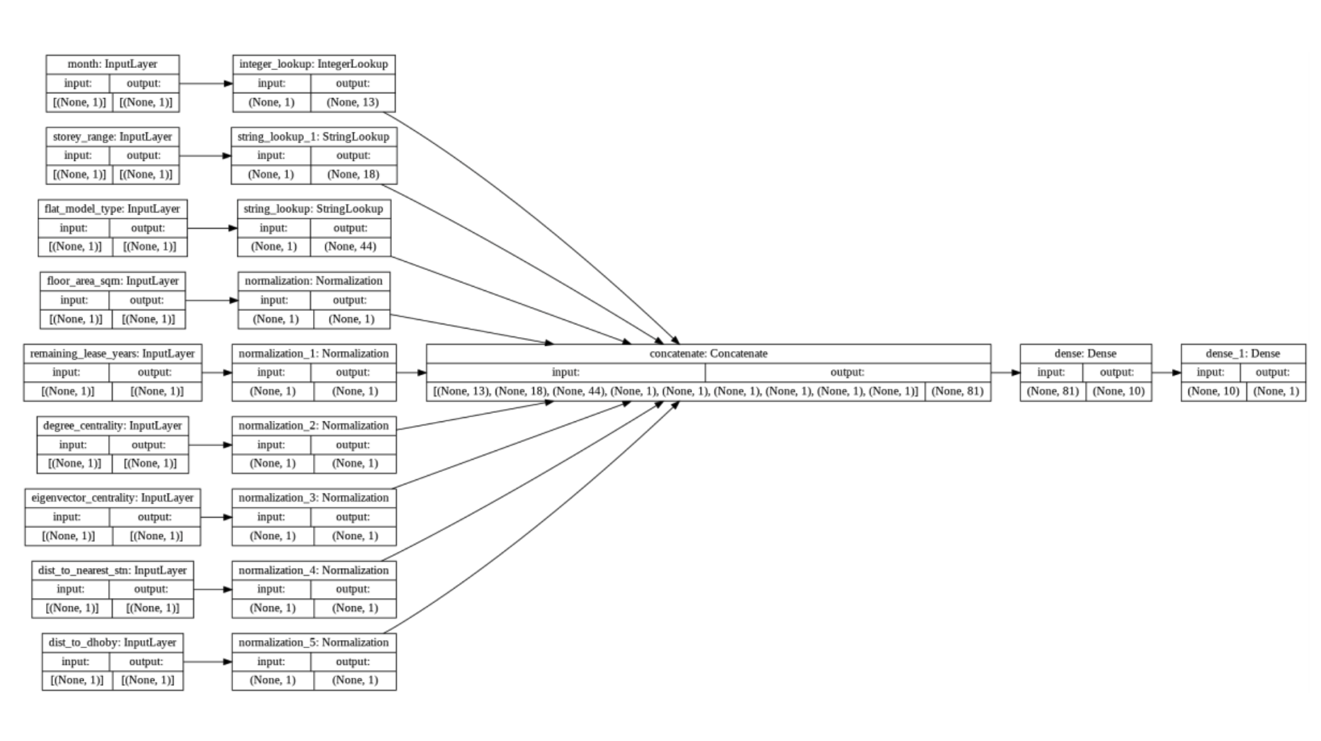 month: InputLayer
input: output:
[(None, 1)] [(None, 1)]
integer_lookup: IntegerLookup
input: output:
(None, 1) (None, 13)
storey_range: InputLayer
input: output:
[(None, 1)] [(None, 1)]
string_lookup_1: StringLookup
input: output:
(None, 1) (None, 18)
flat_model_type: InputLayer
input: output:
[(None, 1)] [(None, 1)]
string_lookup: StringLookup
input: output:
(None, 1) (None, 44)
floor_area_sqm: InputLayer
input: output:
[(None, 1)] [(None, 1)]
normalization: Normalization
input: output:
(None, 1) (None, 1)
remaining_lease_years: InputLayer
input: output:
[(None, 1)] [(None, 1)]
normalization_1: Normalization
input: output:
(None, 1) (None, 1)
concatenate: Concatenate
input: output:
[(None, 13), (None, 18), (None, 44), (None, 1), (None, 1), (None, 1), (None, 1), (None, 1), (None, 1)] (None, 81)
dense: Dense
input: output:
(None, 81) (None, 10)
dense_1: Dense
input: output:
(None, 10) (None, 1)
degree_centrality: InputLayer
input: output:
[(None, 1)] [(None, 1)]
normalization_2: Normalization
input: output:
(None, 1) (None, 1)
eigenvector_centrality: InputLayer
input: output:
[(None, 1)] [(None, 1)]
normalization_3: Normalization
input: output:
(None, 1) (None, 1)
dist_to_nearest_stn: InputLayer
input: output:
[(None, 1)] [(None, 1)]
normalization_4: Normalization
input: output:
(None, 1) (None, 1)
dist_to_dhoby: InputLayer
input: output:
[(None, 1)] [(None, 1)]
normalization_5: Normalization
input: output:
(None, 1) (None, 1)